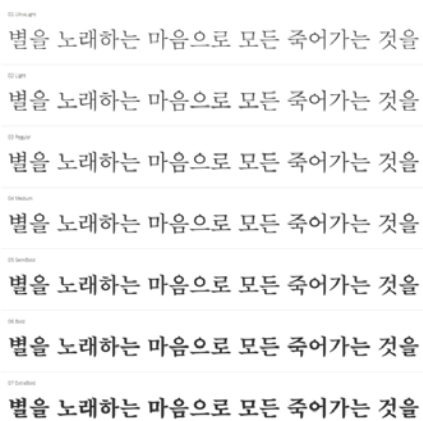 01 UltraLight
별을 노래하는 마음으로 모든 죽어가는 것을
02 Light
별을 노래하는 마음으로 모든 죽어가는 것을
03 Regular
별을 노래하는 마음으로 모든 죽어가는 것을
04 Medium
별을 노래하는 마음으로 모든 죽어가는 것을
05 SemiBold
별을 노래하는 마음으로 모든 죽어가는 것을
06 Bold
별을 노래하는 마음으로 모든 죽어가는 것을
07 ExtraBold
별을 노래하는 마음으로 모든 죽어가는 것을